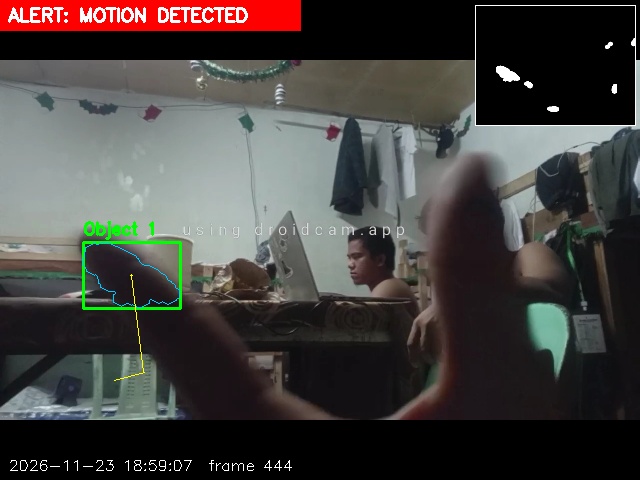 ALERT: MOTION DETECTED
Object 1
using droidcam.app
2026-11-23 18:59:07 frame 444